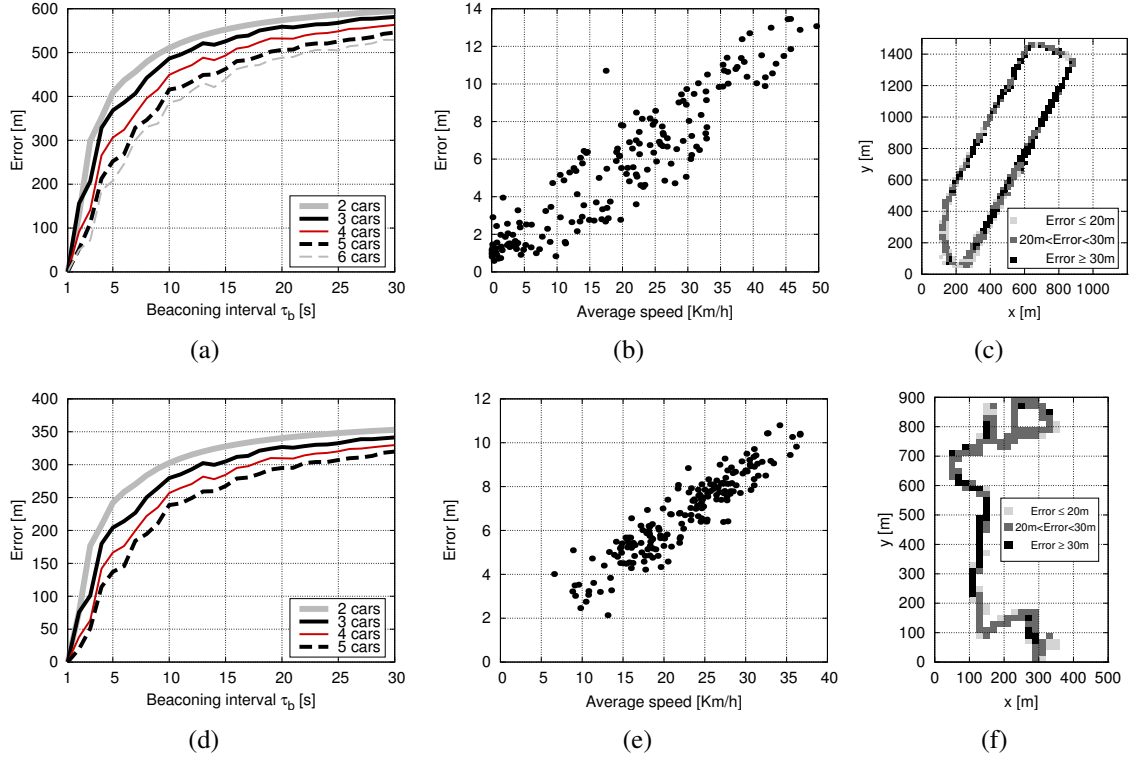 600
500
400
300
200
100
0
1 5 10 15 20 25 30
Error [m]
Beaconing interval τb [s]
2 cars
3 cars
4 cars
5 cars
6 cars
(a)
14
12
10
8
6
4
2
0
0 5 10 15 20 25 30 35 40 45 50
Error [m]
Average speed [Km/h]
(b)
1400
1200
1000
800
600
400
200
0
0 200 400 600 800 1000
y [m]
x [m]
Error ≤ 20m
20m<Error<30m
Error ≥ 30m
(c)
400
350
300
250
200
150
100
50
0
1 5 10 15 20 25 30
Error [m]
Beaconing interval τb [s]
2 cars
3 cars
4 cars
5 cars
(d)
12
10
8
6
4
2
0
0 5 10 15 20 25 30 35 40
Error [m]
Average speed [Km/h]
(e)
900
800
700
600
500
400
300
200
100
0
0 100 200 300 400 500
y [m]
x [m]
Error ≤ 20m
20m<Error<30m
Error ≥ 30m
(f)